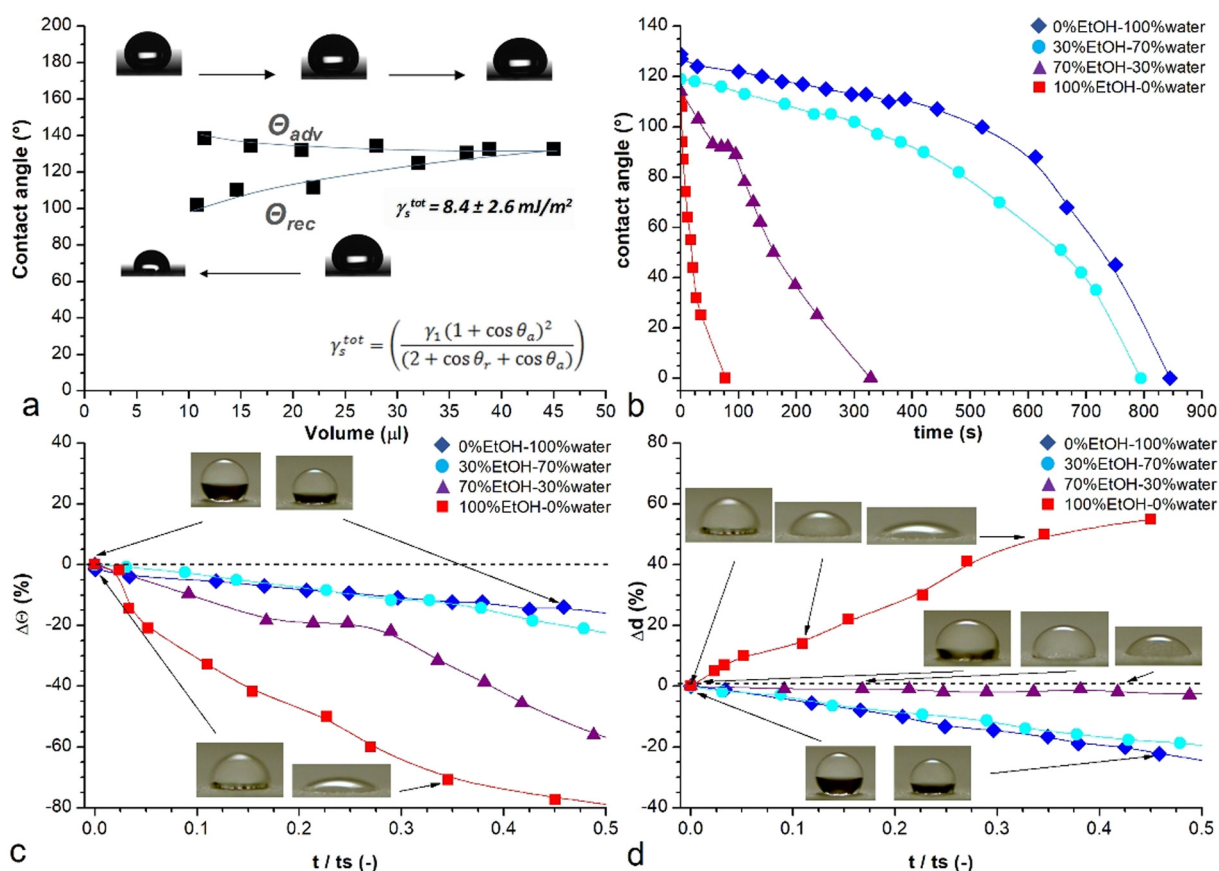 200
180
160
140
120
100
80
60
40
20
0
Contact angle (°)
Θadv
Θrec
γs^tot = 8.4 ± 2.6 mJ/m²
γs^tot = (γ1 (1 + cos θa)² / (2 + cos θr + cos θa))
0 5 10 15 20 25 30 35 40 45 50
Volume (µl)
a
0%EtOH-100%water
30%EtOH-70%water
70%EtOH-30%water
100%EtOH-0%water
140
120
100
80
60
40
20
0
contact angle (°)
0 100 200 300 400 500 600 700 800 900
time (s)
b
0%EtOH-100%water
30%EtOH-70%water
70%EtOH-30%water
100%EtOH-0%water
40
20
0
-20
-40
-60
-80
ΔΘ (%)
0.0 0.1 0.2 0.3 0.4 0.5
t / ts (-)
c
0%EtOH-100%water
30%EtOH-70%water
70%EtOH-30%water
100%EtOH-0%water
80
60
40
20
0
-20
-40
Δd (%)
0.0 0.1 0.2 0.3 0.4 0.5
t / ts (-)
d